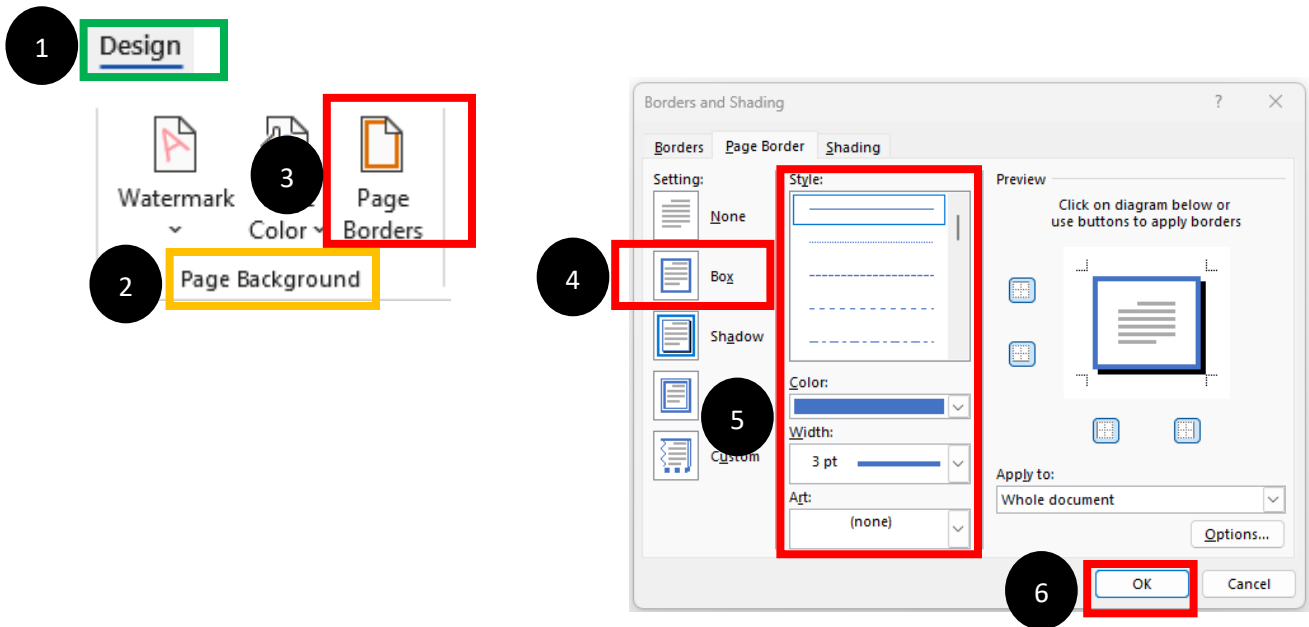 1
Design
3
Watermark
Color
Page
Borders
2
Page Background
Borders and Shading
?
Borders
Page Border
Shading
Setting:
None
4
Box
Shadow
5
Custom
Style:
Color:
Width:
3 pt
Art:
(none)
Preview
Click on diagram below or
use buttons to apply borders
Apply to:
Whole document
Options...
6
OK
Cancel